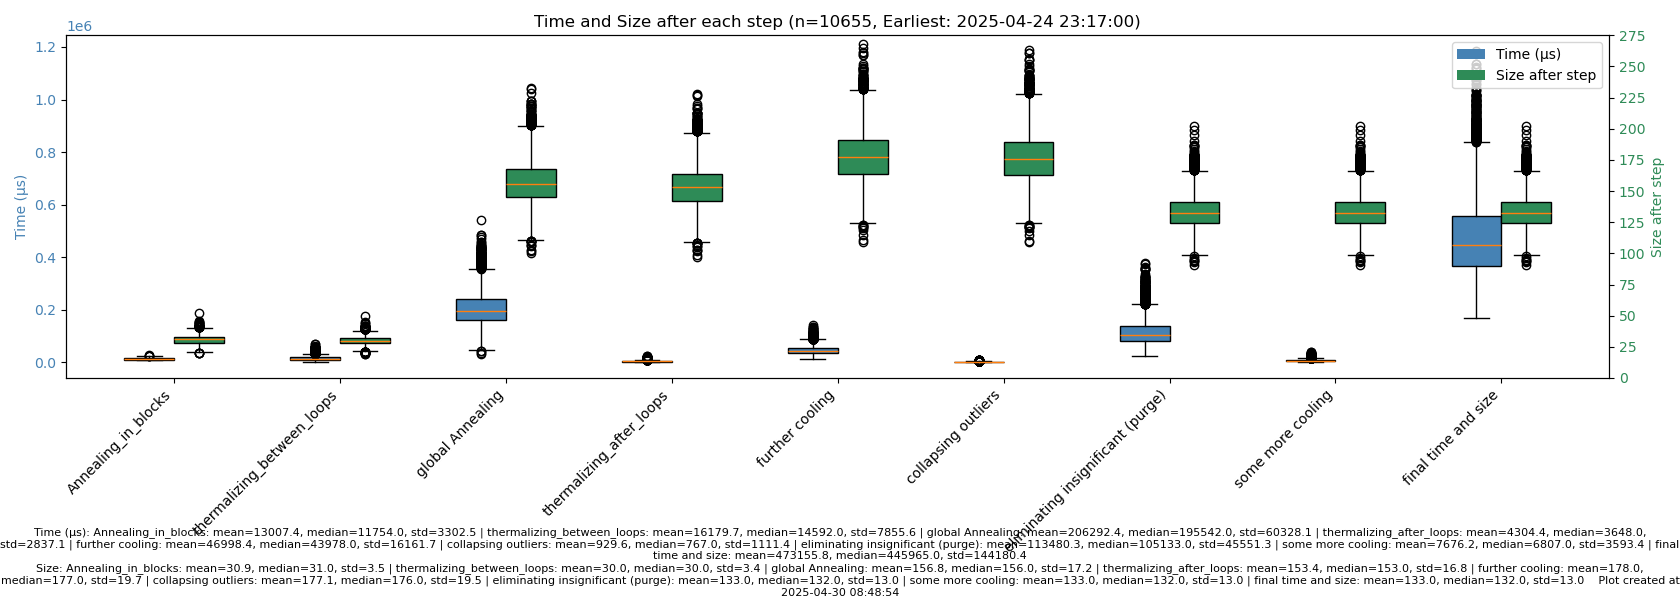 Time and Size after each step (n=10655, Earliest: 2025-04-24 23:17:00)
1e6
1.2
1.0
0.8
0.6
0.4
0.2
0.0
Time (µs)
275
250
225
200
175
150
125
100
75
50
25
0
Size after step
Time (µs)
Size after step
Annealing_in_blocks
thermalizing_between_loops
global Annealing
thermalizing_after_loops
further cooling
collapsing outliers
eliminating insignificant (purge)
some more cooling
final time and size
Time (µs): Annealing_in_blocks: mean=13007.4, median=11754.0, std=3302.5 | thermalizing_between_loops: mean=16179.7, median=14592.0, std=7855.6 | global Annealing: mean=206292.4, median=195542.0, std=60328.1 | thermalizing_after_loops: mean=4304.4, median=3648.0,
std=2837.1 | further cooling: mean=46998.4, median=43978.0, std=16161.7 | collapsing outliers: mean=929.6, median=767.0, std=1111.4 | eliminating insignificant (purge): mean=113480.3, median=105133.0, std=45551.3 | some more cooling: mean=7676.2, median=6807.0, std=3593.4 | final
time and size: mean=473155.8, median=445965.0, std=144180.4
Size: Annealing_in_blocks: mean=30.9, median=31.0, std=3.5 | thermalizing_between_loops: mean=30.0, median=30.0, std=3.4 | global Annealing: mean=156.8, median=156.0, std=17.2 | thermalizing_after_loops: mean=153.4, median=153.0, std=16.8 | further cooling: mean=178.0,
median=177.0, std=19.7 | collapsing outliers: mean=177.1, median=176.0, std=19.5 | eliminating insignificant (purge): mean=133.0, median=132.0, std=13.0 | some more cooling: mean=133.0, median=132.0, std=13.0 | final time and size: mean=133.0, median=132.0, std=13.0 Plot created at
2025-04-30 08:48:54